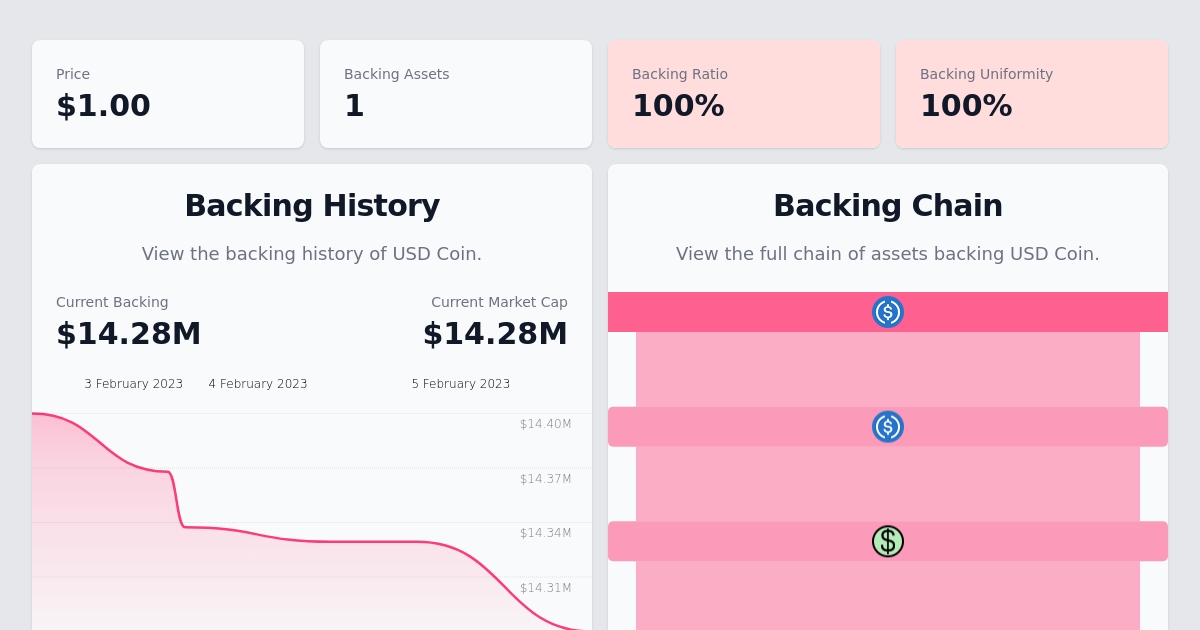 Price
$1.00
Backing Assets
1
Backing Ratio
100%
Backing Uniformity
100%
Backing History
View the backing history of USD Coin.
Current Backing
$14.28M
Current Market Cap
$14.28M
3 February 2023
4 February 2023
5 February 2023
$14.40M
$14.37M
$14.34M
$14.31M
Backing Chain
View the full chain of assets backing USD Coin.
$
$
$